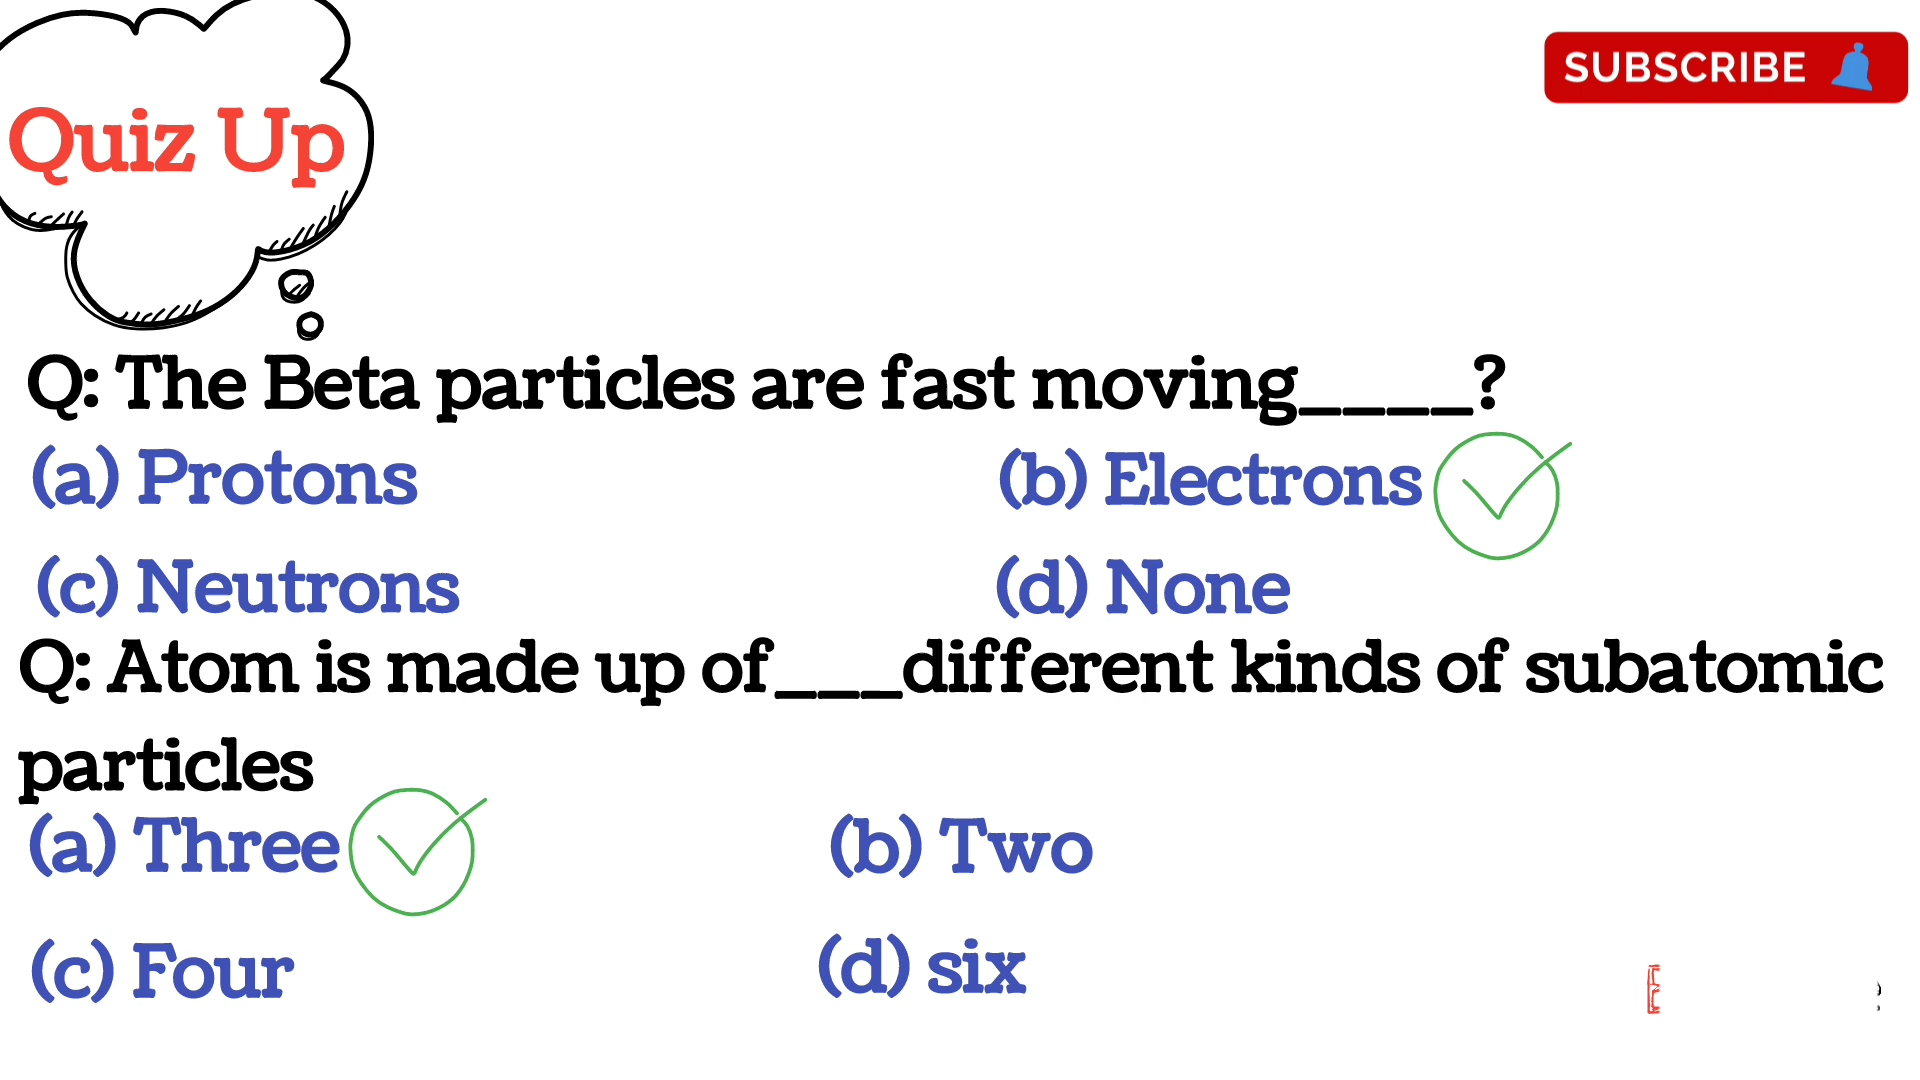 SUBSCRIBE
Quiz Up
Q: The Beta particles are fast moving____?
(a) Protons (b) Electrons
(c) Neutrons (d) None
Q: Atom is made up of___different kinds of subatomic
particles
(a) Three (b) Two
(c) Four (d) six